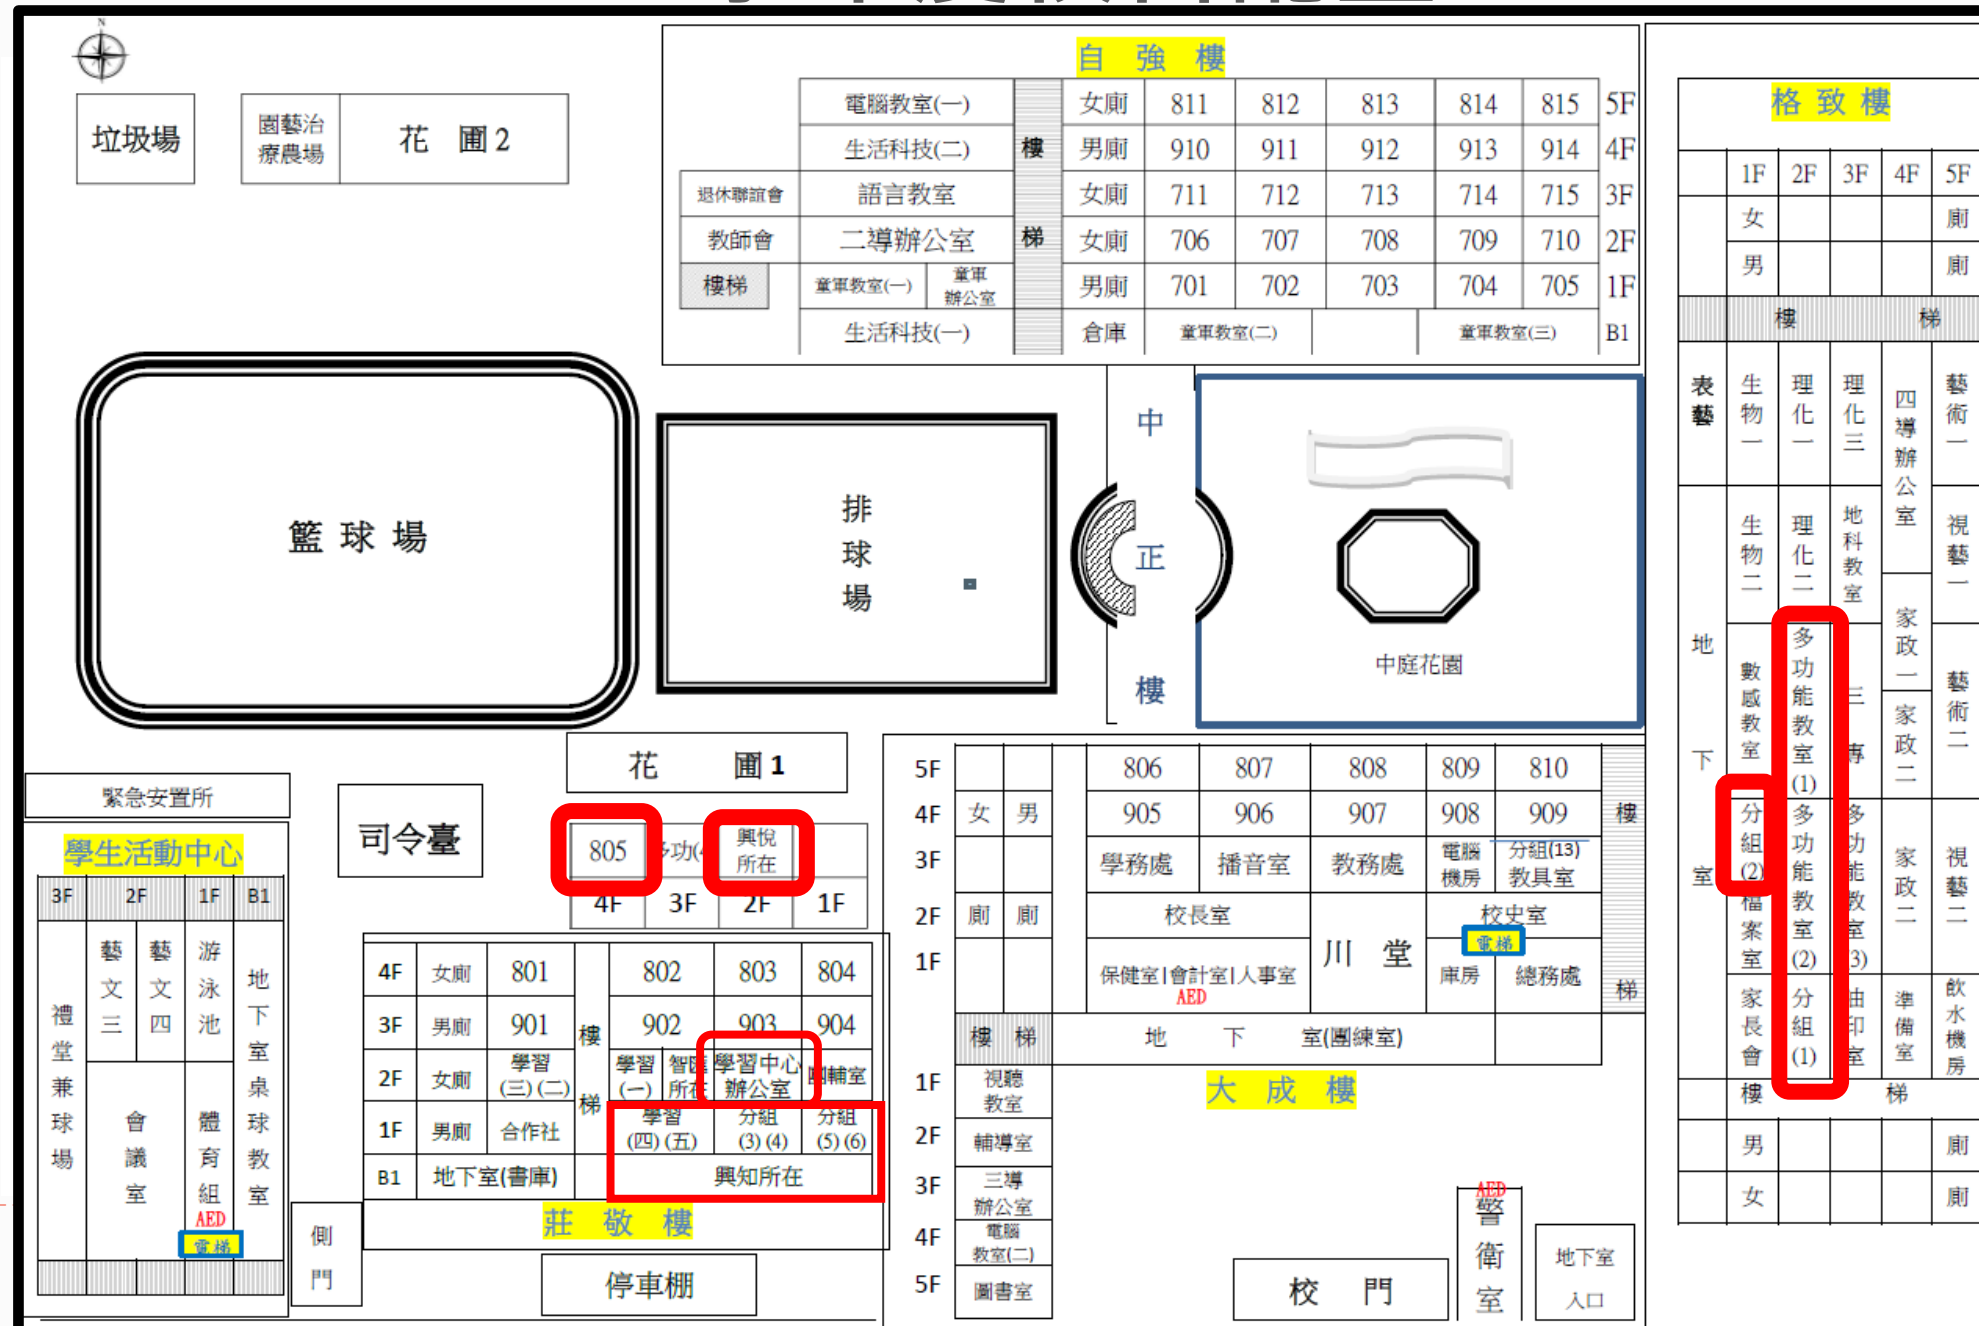 N
垃圾場
園藝治
療農場
花 圃 2
自 強 樓
電腦教室(一) 女廁 811 812 813 814 815 5F
生活科技(二) 男廁 910 911 912 913 914 4F
退休聯誼會 語言教室 女廁 711 712 713 714 715 3F
教師會 二導辦公室 女廁 706 707 708 709 710 2F
樓梯 童軍教室(一) 童軍辦公室 男廁 701 702 703 704 705 1F
生活科技(一) 倉庫 童軍教室(二) 童軍教室(三) B1
樓梯
籃 球 場
排球場
中正樓
中庭花園
花 圃 1
緊急安置所
司令臺
學生活動中心
3F 2F 1F B1
禮堂兼球場
藝文三
藝文四
會議室
游泳池
體育組
AED
電梯
地下室桌球教室
側門
805 興悅所在
4F 3F 2F 1F
4F 女廁 801 802 803 804
3F 男廁 901 902 903 904
2F 女廁 學習(三)(二) 學習(一) 智匯所在 學習中心辦公室 團輔室
1F 男廁 合作社 學習(四)(五) 分組(3)(4) 分組(5)(6)
B1 地下室(書庫) 興知所在
樓梯
莊 敬 樓
停車棚
5F 806 807 808 809 810
4F 女 男 905 906 907 908 909
3F 學務處 播音室 教務處 電腦機房 分組(13)教具室
2F 廁 廁 校長室 校史室
電梯
1F 保健室|會計室|人事室 川 堂 庫房 總務處
AED
樓梯
樓 梯 地 下 室(團練室)
1F 視聽教室
2F 輔導室
3F 三導辦公室
4F 電腦教室(二)
5F 圖書室
大 成 樓
校 門
AED
警衛室
地下室
入口
格 致 樓
1F 2F 3F 4F 5F
女 廁
男 廁
樓 梯
表藝
地下室
生物一
生物二
數感教室
分組(2)
檔案室
家長會
理化一
理化二
多功能教室(1)
多功能教室(2)
分組(1)
理化三
地科教室
三專
多功能教室(3)
油印室
四導辦公室
家政一
家政二
家政三
準備室
藝術一
視藝一
藝術二
視藝二
飲水機房
樓 梯
男 廁
女 廁